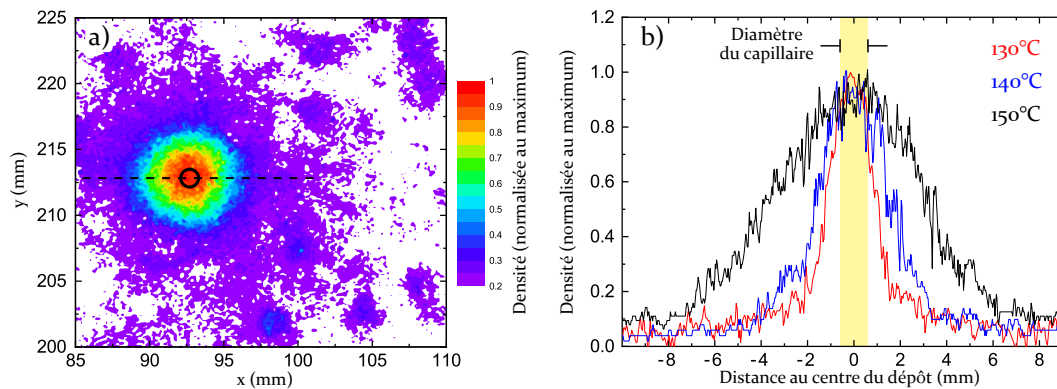 a)
225
220
215
210
205
200
y (mm)
85 90 95 100 105 110
x (mm)
1
0.9
0.8
0.7
0.6
0.5
0.4
0.3
0.2
Densité (normalisée au maximum)
b)
Diamètre
du capillaire
130°C
140°C
150°C
1.2
1.0
0.8
0.6
0.4
0.2
0.0
Densité (normalisée au maximum)
-8 -6 -4 -2 0 2 4 6 8
Distance au centre du dépôt (mm)